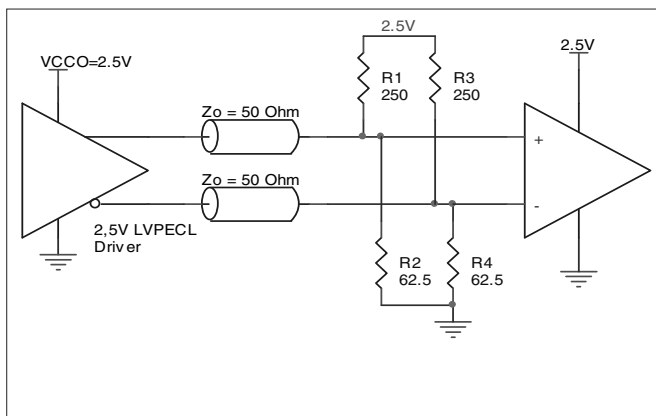 2.5V
VCCO=2.5V
2.5V
R1
250
R3
250
Zo = 50 Ohm
+
Zo = 50 Ohm
-
2,5V LVPECL
Driver
R2
62.5
R4
62.5